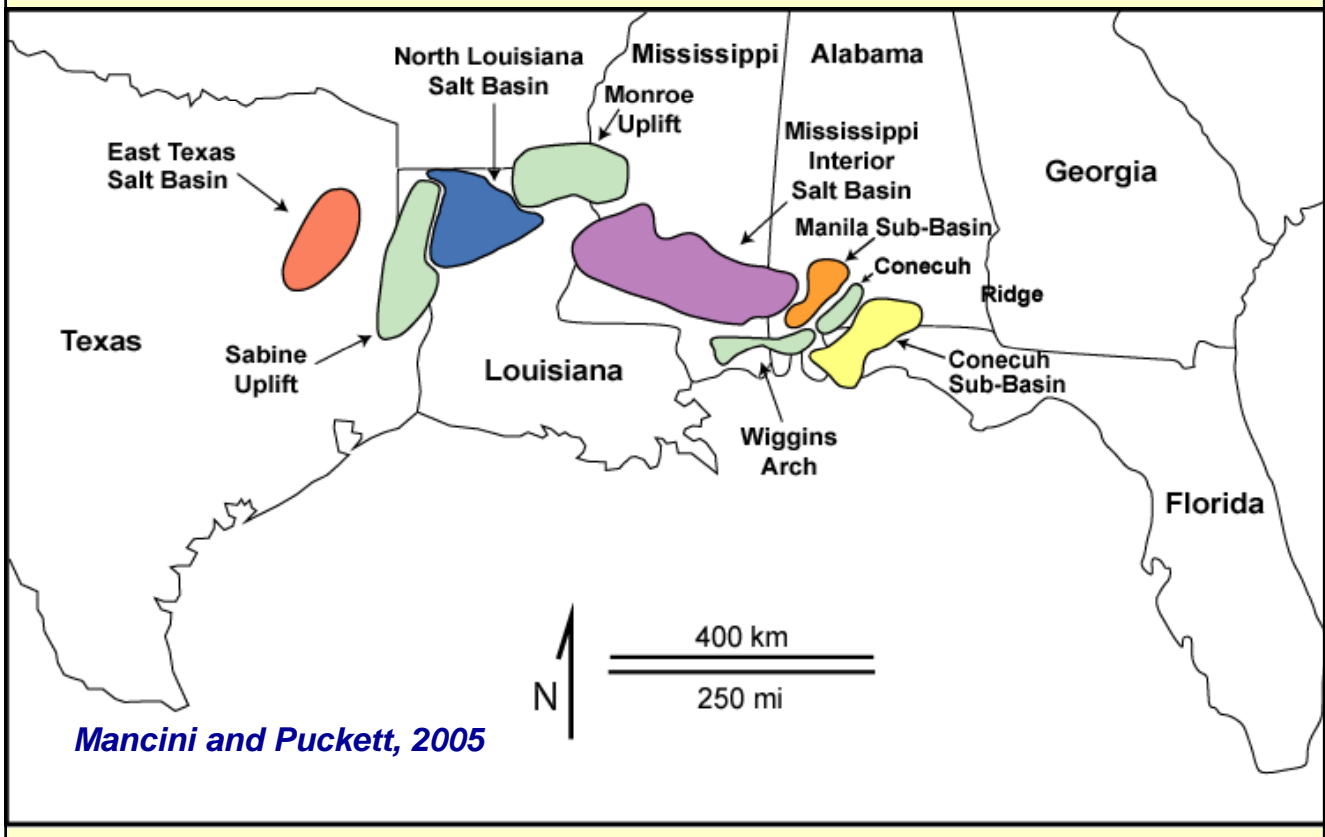 North Louisiana
Salt Basin
Mississippi
Alabama
Monroe
Uplift
East Texas
Salt Basin
Mississippi
Interior
Salt Basin
Georgia
Manila Sub-Basin
Conecuh
Ridge
Texas
Sabine
Uplift
Louisiana
Conecuh
Sub-Basin
Wiggins
Arch
Florida
400 km
250 mi
N
Mancini and Puckett, 2005